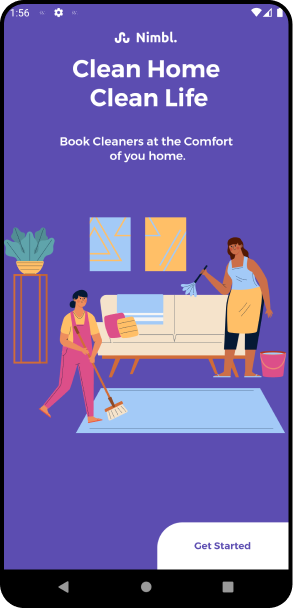 1:56
Nimbl.
Clean Home
Clean Life
Book Cleaners at the Comfort
of you home.
Get Started